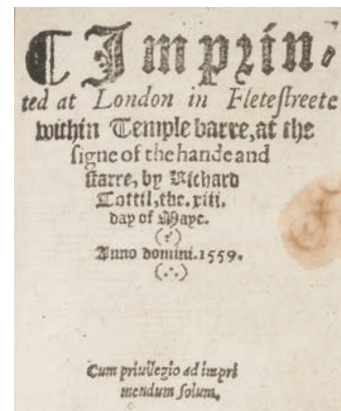 C Imprin-
ted at London in Fletestreete
within Temple barre, at the
ſigne of the hande and
ſtarre, by Richard
Tottil, the. xiii.
day of Maye.
(?)
Anno domini. 1559.
(∴)
Cum priuilegio ad impri
mendum ſolum.